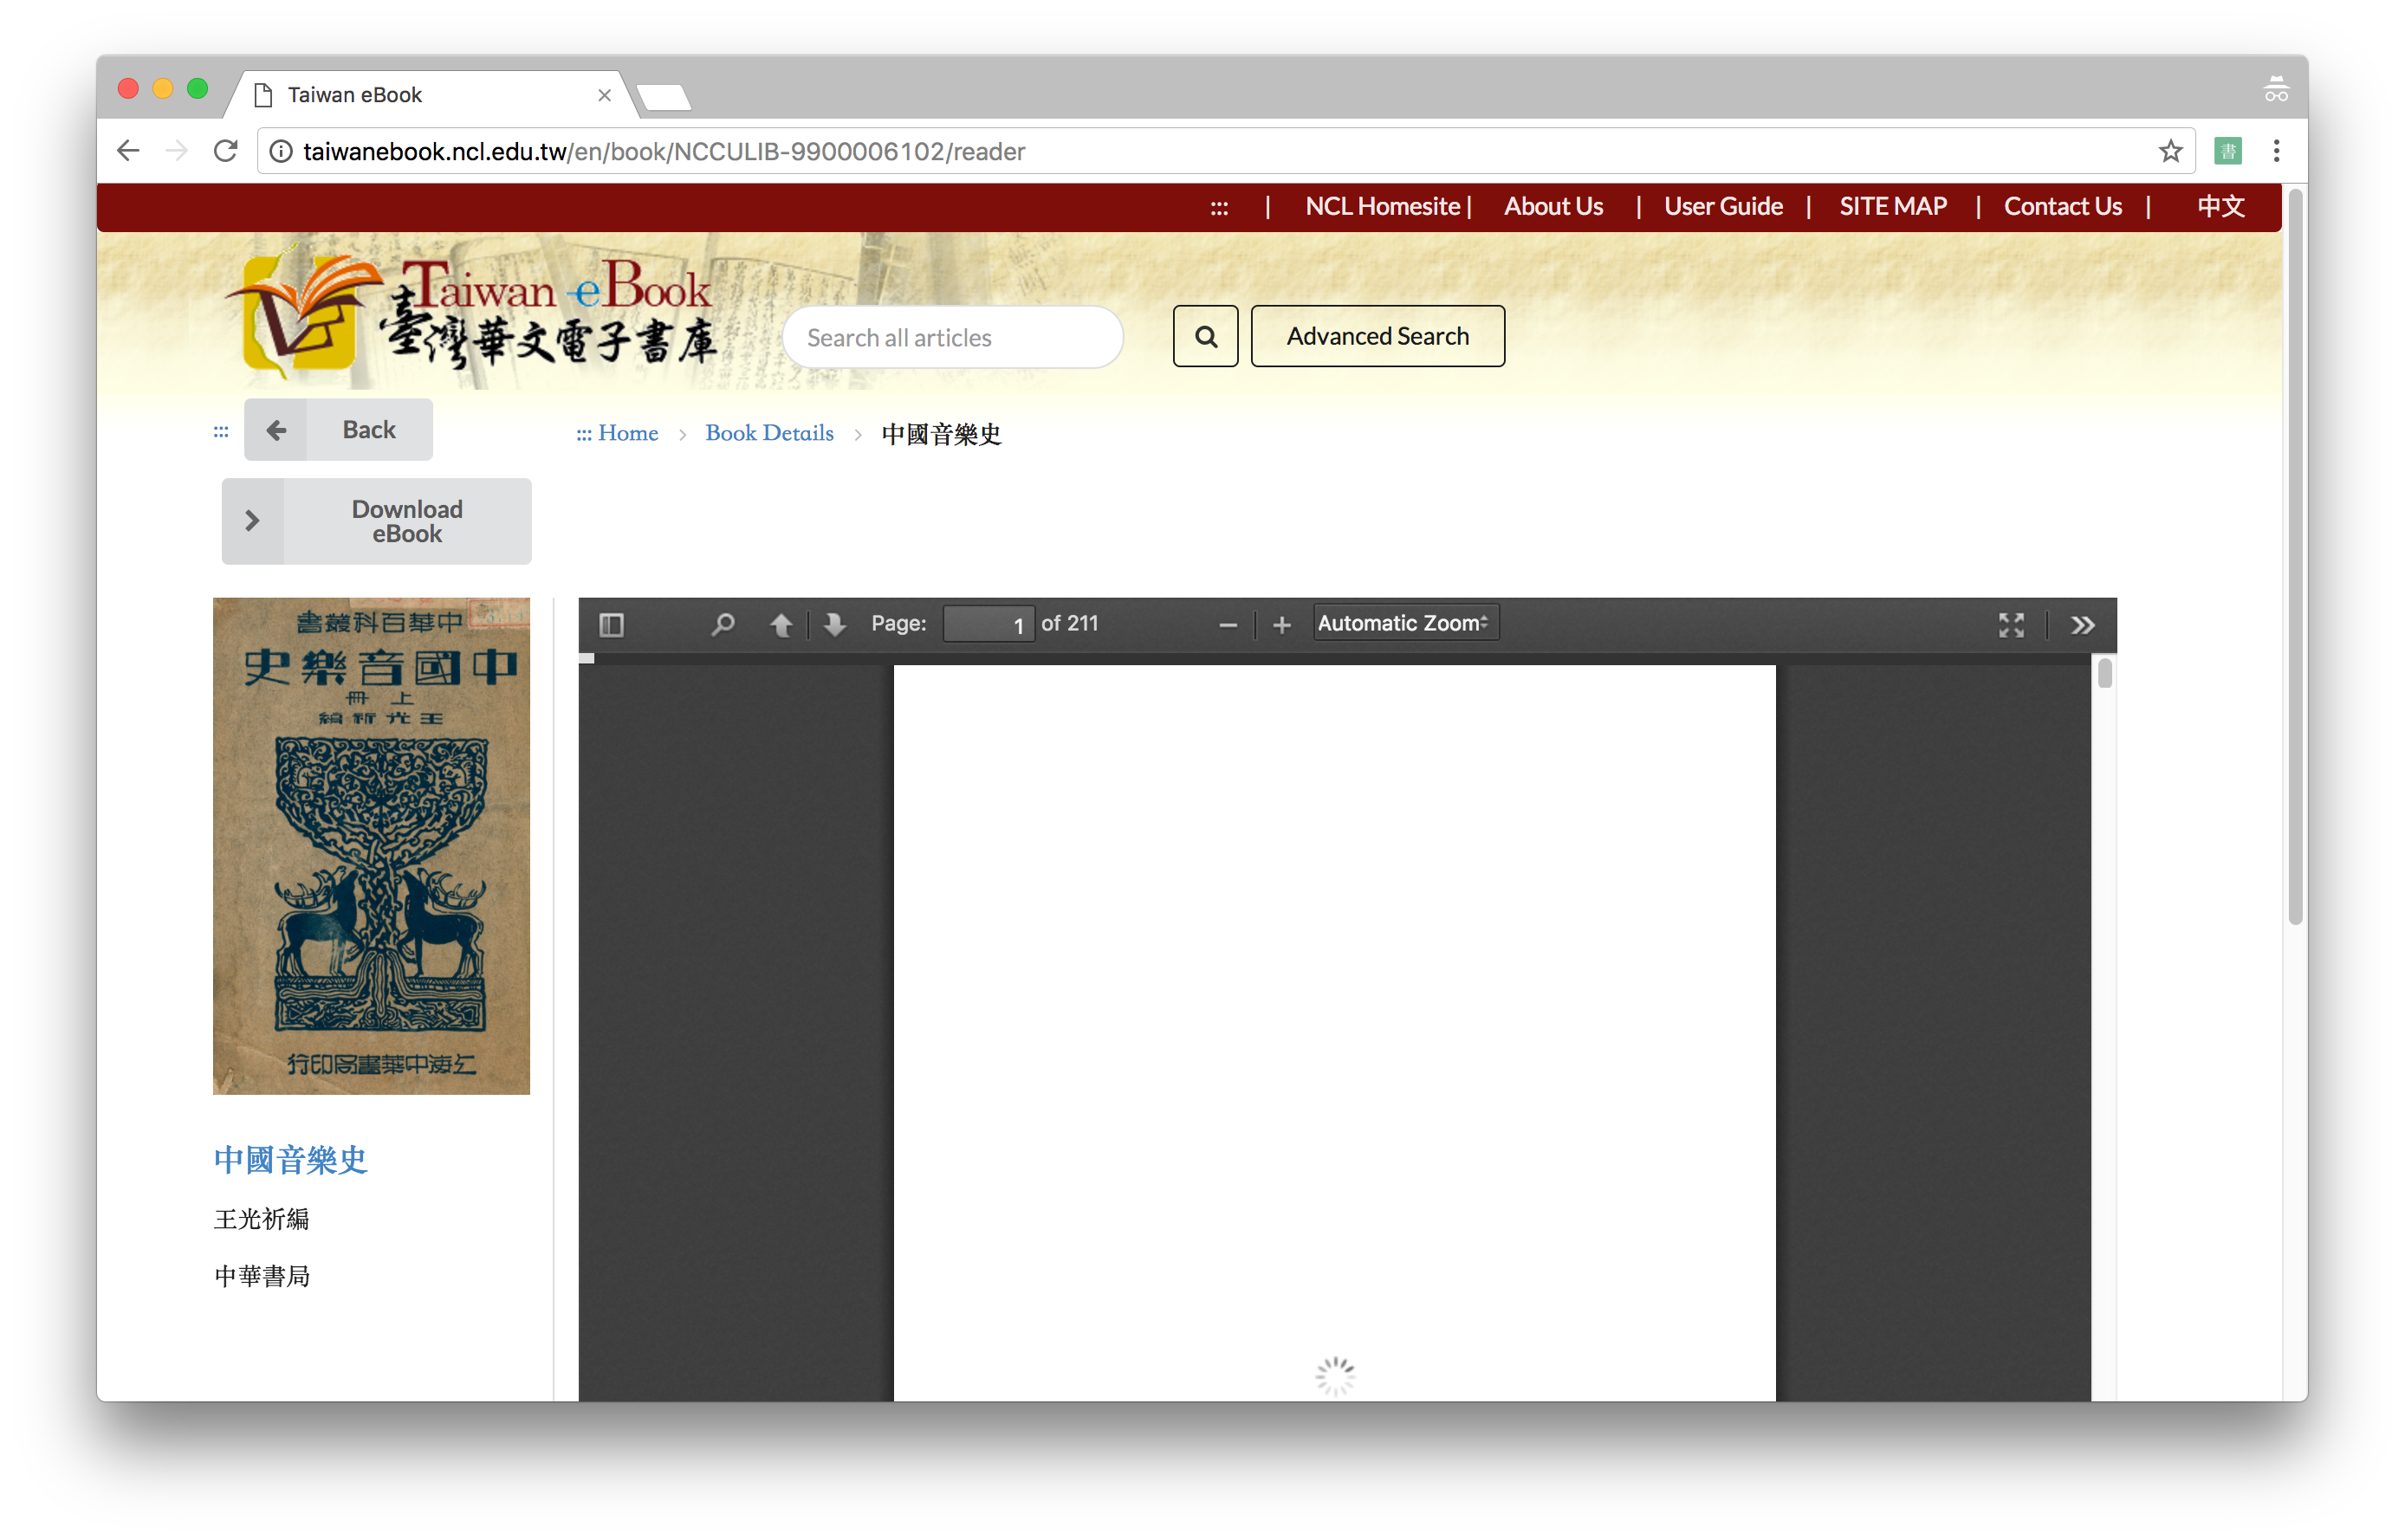 Taiwan eBook
taiwanebook.ncl.edu.tw/en/book/NCCULIB-9900006102/reader
書
::: | NCL Homesite | About Us | User Guide | SITE MAP | Contact Us | 中文
Taiwan eBook
臺灣華文電子書庫
Search all articles
Advanced Search
::: Back
::: Home > Book Details > 中國音樂史
Download
eBook
書叢科百華中
史樂音國中
冊上
編祈光王
行印局書華中海上
Page: 1 of 211
Automatic Zoom
中國音樂史
王光祈編
中華書局